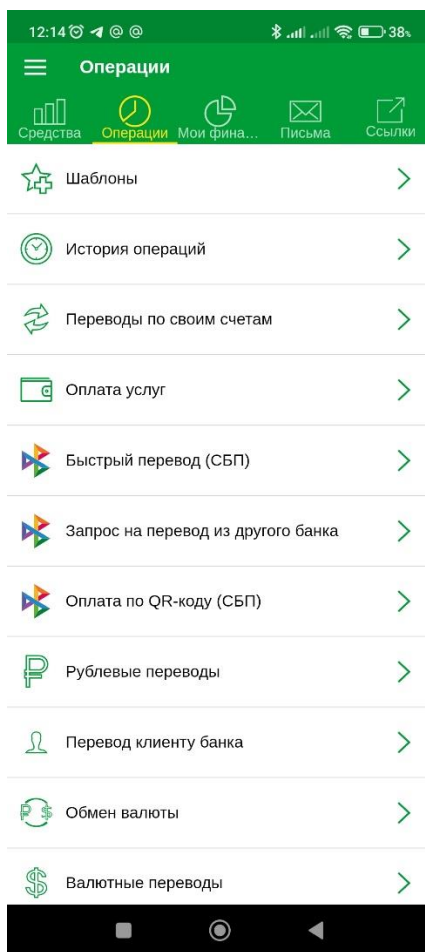 12:14 38%
Операции
Средства Операции Мои фина... Письма Ссылки
Шаблоны
История операций
Переводы по своим счетам
Оплата услуг
Быстрый перевод (СБП)
Запрос на перевод из другого банка
Оплата по QR-коду (СБП)
Рублевые переводы
Перевод клиенту банка
Обмен валюты
Валютные переводы